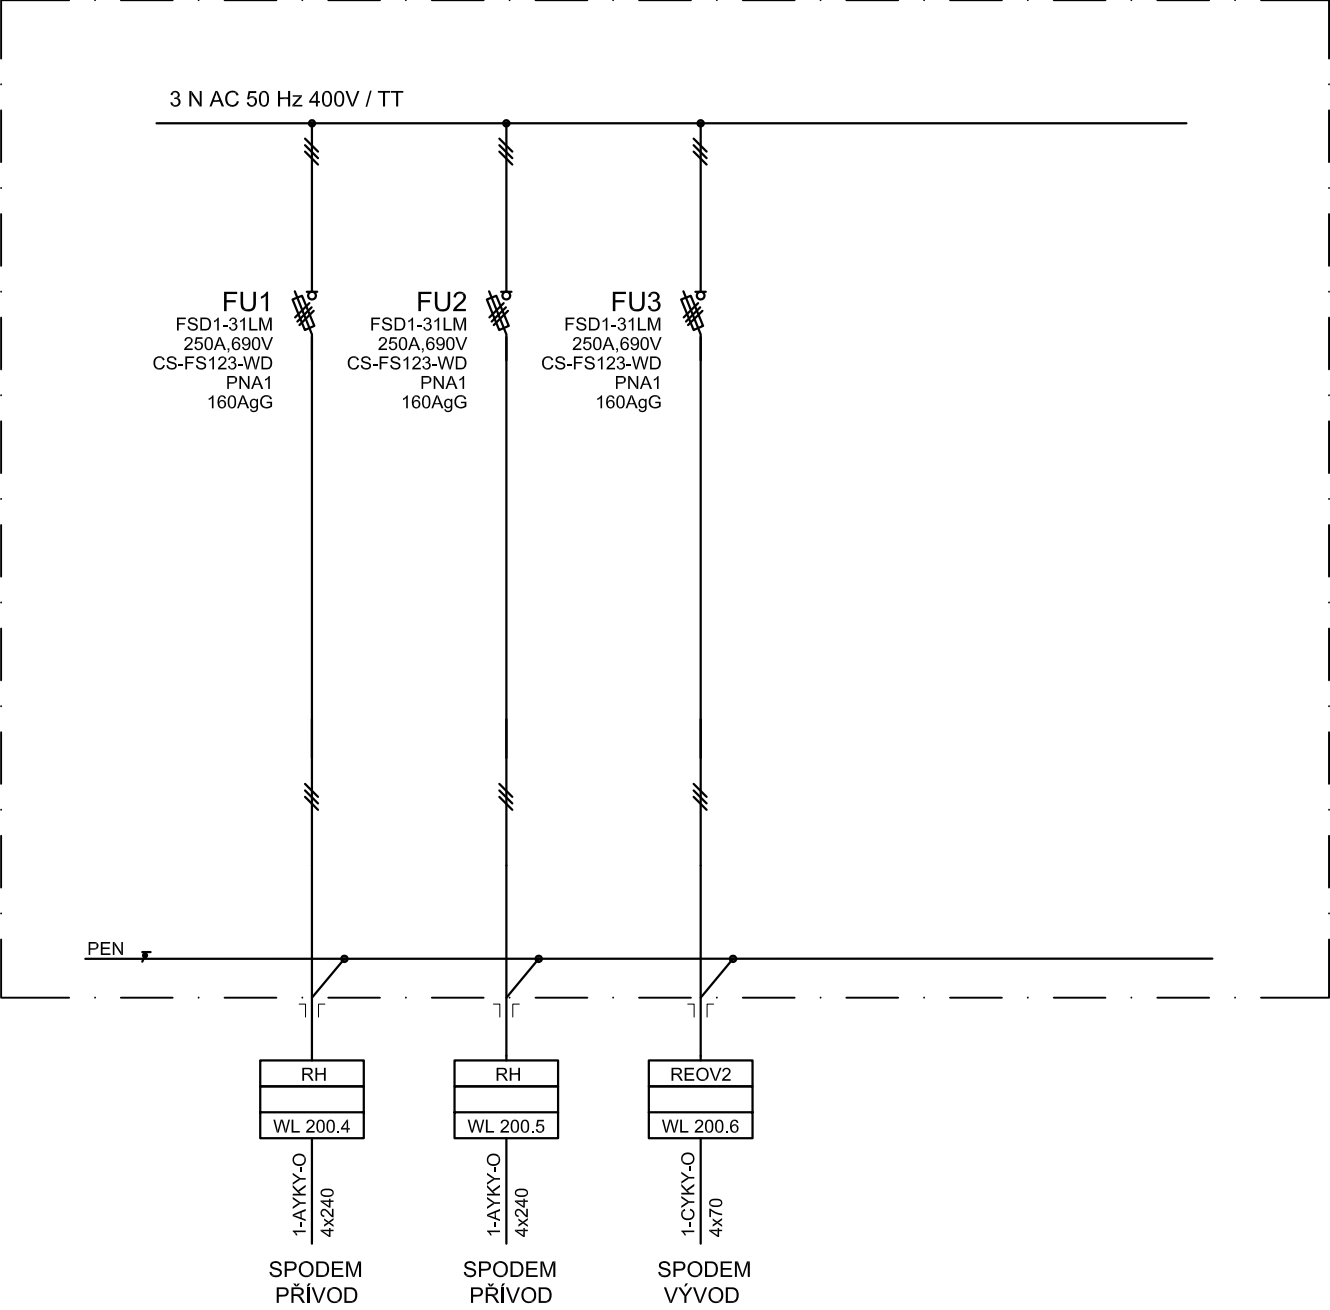 3 N AC 50 Hz 400V / TT
FU1
FSD1-31LM
250A,690V
CS-FS123-WD
PNA1
160AgG
FU2
FSD1-31LM
250A,690V
CS-FS123-WD
PNA1
160AgG
FU3
FSD1-31LM
250A,690V
CS-FS123-WD
PNA1
160AgG
PEN
RH
WL 200.4
1-AYKY-O
4x240
SPODEM
PŘÍVOD
RH
WL 200.5
1-AYKY-O
4x240
SPODEM
PŘÍVOD
REOV2
WL 200.6
1-CYKY-O
4x70
SPODEM
VÝVOD